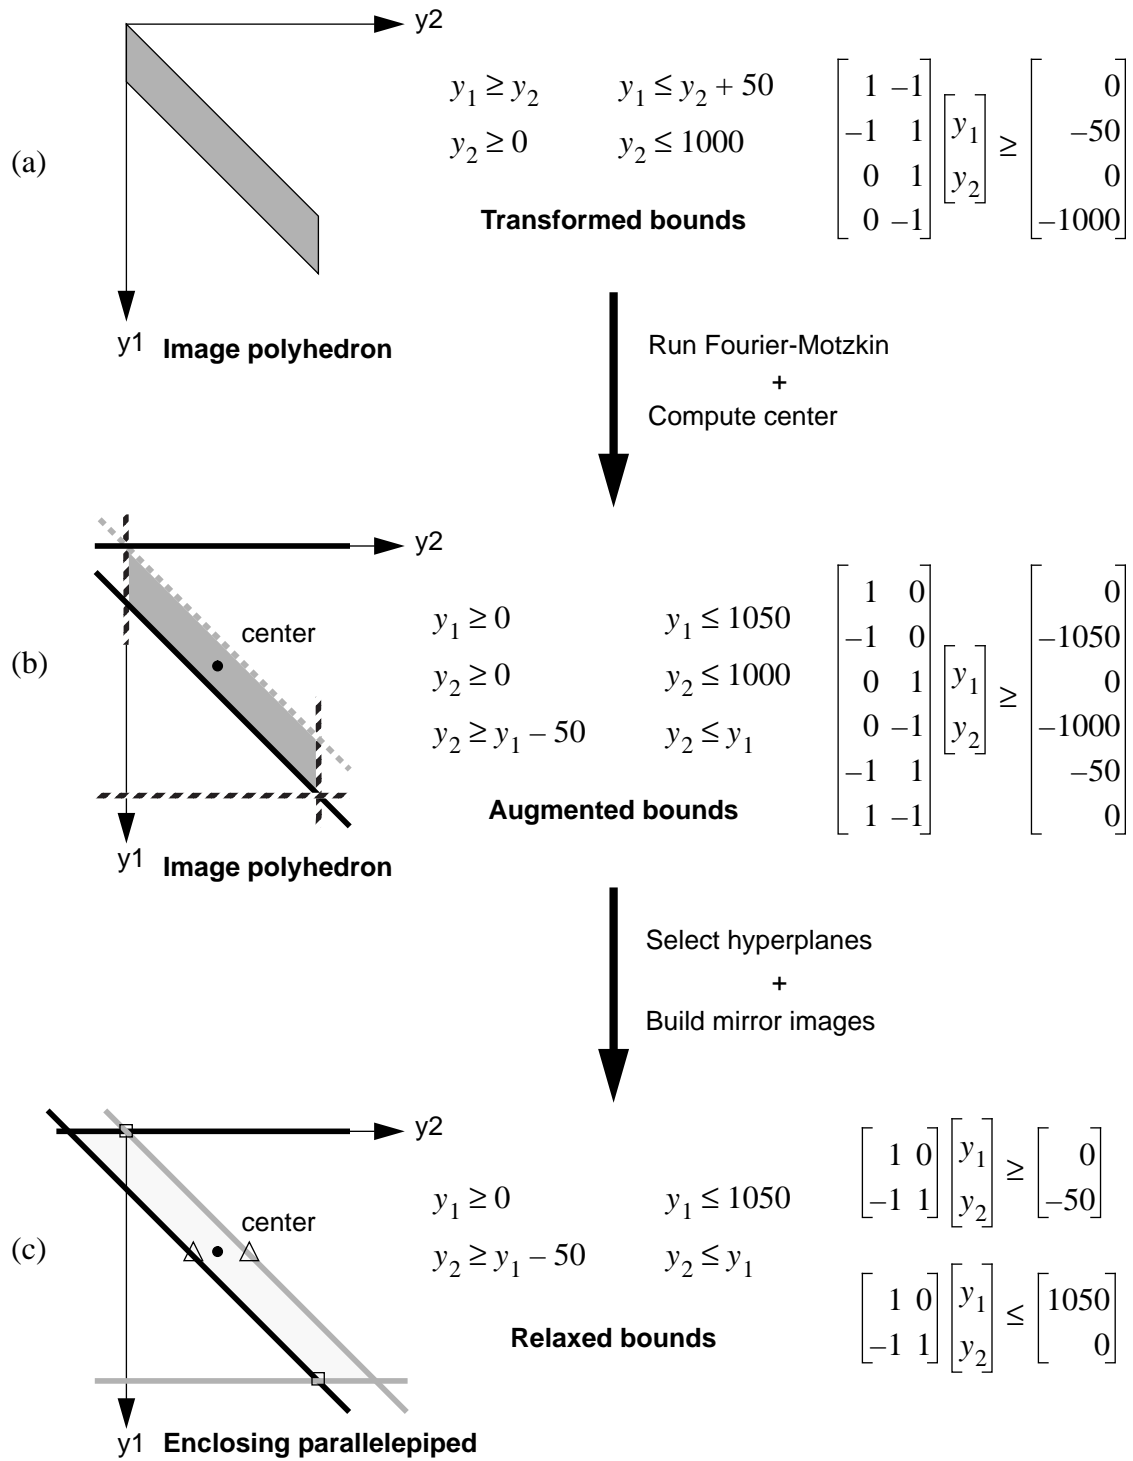 y2
y₁ ≥ y₂ y₁ ≤ y₂ + 50
y₂ ≥ 0 y₂ ≤ 1000
(a)
Transformed bounds
1 –1 0
–1 1 y₁ –50
≥
0 1 y₂ 0
0 –1 –1000
y1 Image polyhedron
Run Fourier-Motzkin
+
Compute center
y2
center
(b)
y₁ ≥ 0 y₁ ≤ 1050
y₂ ≥ 0 y₂ ≤ 1000
y₂ ≥ y₁ – 50 y₂ ≤ y₁
Augmented bounds
1 0 0
–1 0 –1050
0 1 y₁ 0
≥
0 –1 y₂ –1000
–1 1 –50
1 –1 0
y1 Image polyhedron
Select hyperplanes
+
Build mirror images
y2
center
(c)
y₁ ≥ 0 y₁ ≤ 1050
y₂ ≥ y₁ – 50 y₂ ≤ y₁
Relaxed bounds
1 0 y₁ ≥ 0
–1 1 y₂ –50
1 0 y₁ ≤ 1050
–1 1 y₂ 0
y1 Enclosing parallelepiped